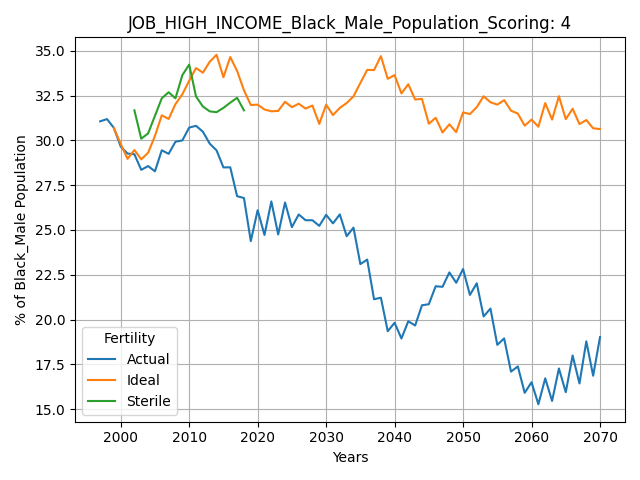 JOB_HIGH_INCOME_Black_Male_Population_Scoring: 4
% of Black_Male Population
35.0
32.5
30.0
27.5
25.0
22.5
20.0
17.5
15.0
Fertility
Actual
Ideal
Sterile
2000 2010 2020 2030 2040 2050 2060 2070
Years